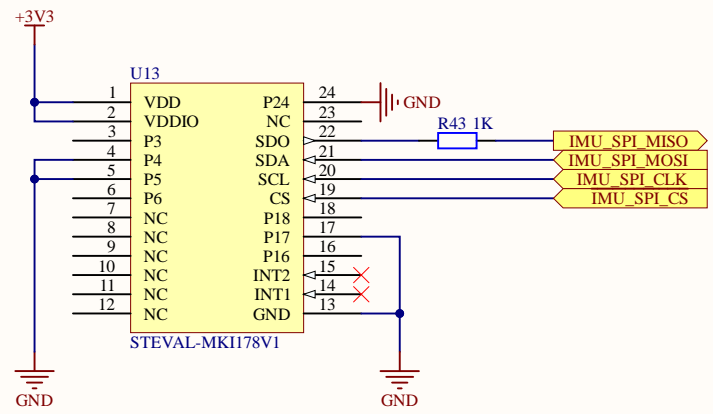 +3V3
U13
1 VDD P24 24 GND
2 VDDIO NC 23
3 P3 SDO 22 R43 1K IMU_SPI_MISO
4 P4 SDA 21 IMU_SPI_MOSI
5 P5 SCL 20 IMU_SPI_CLK
6 P6 CS 19 IMU_SPI_CS
7 NC P18 18
8 NC P17 17
9 NC P16 16
10 NC INT2 15
11 NC INT1 14
12 NC GND 13
STEVAL-MKI178V1
GND
GND